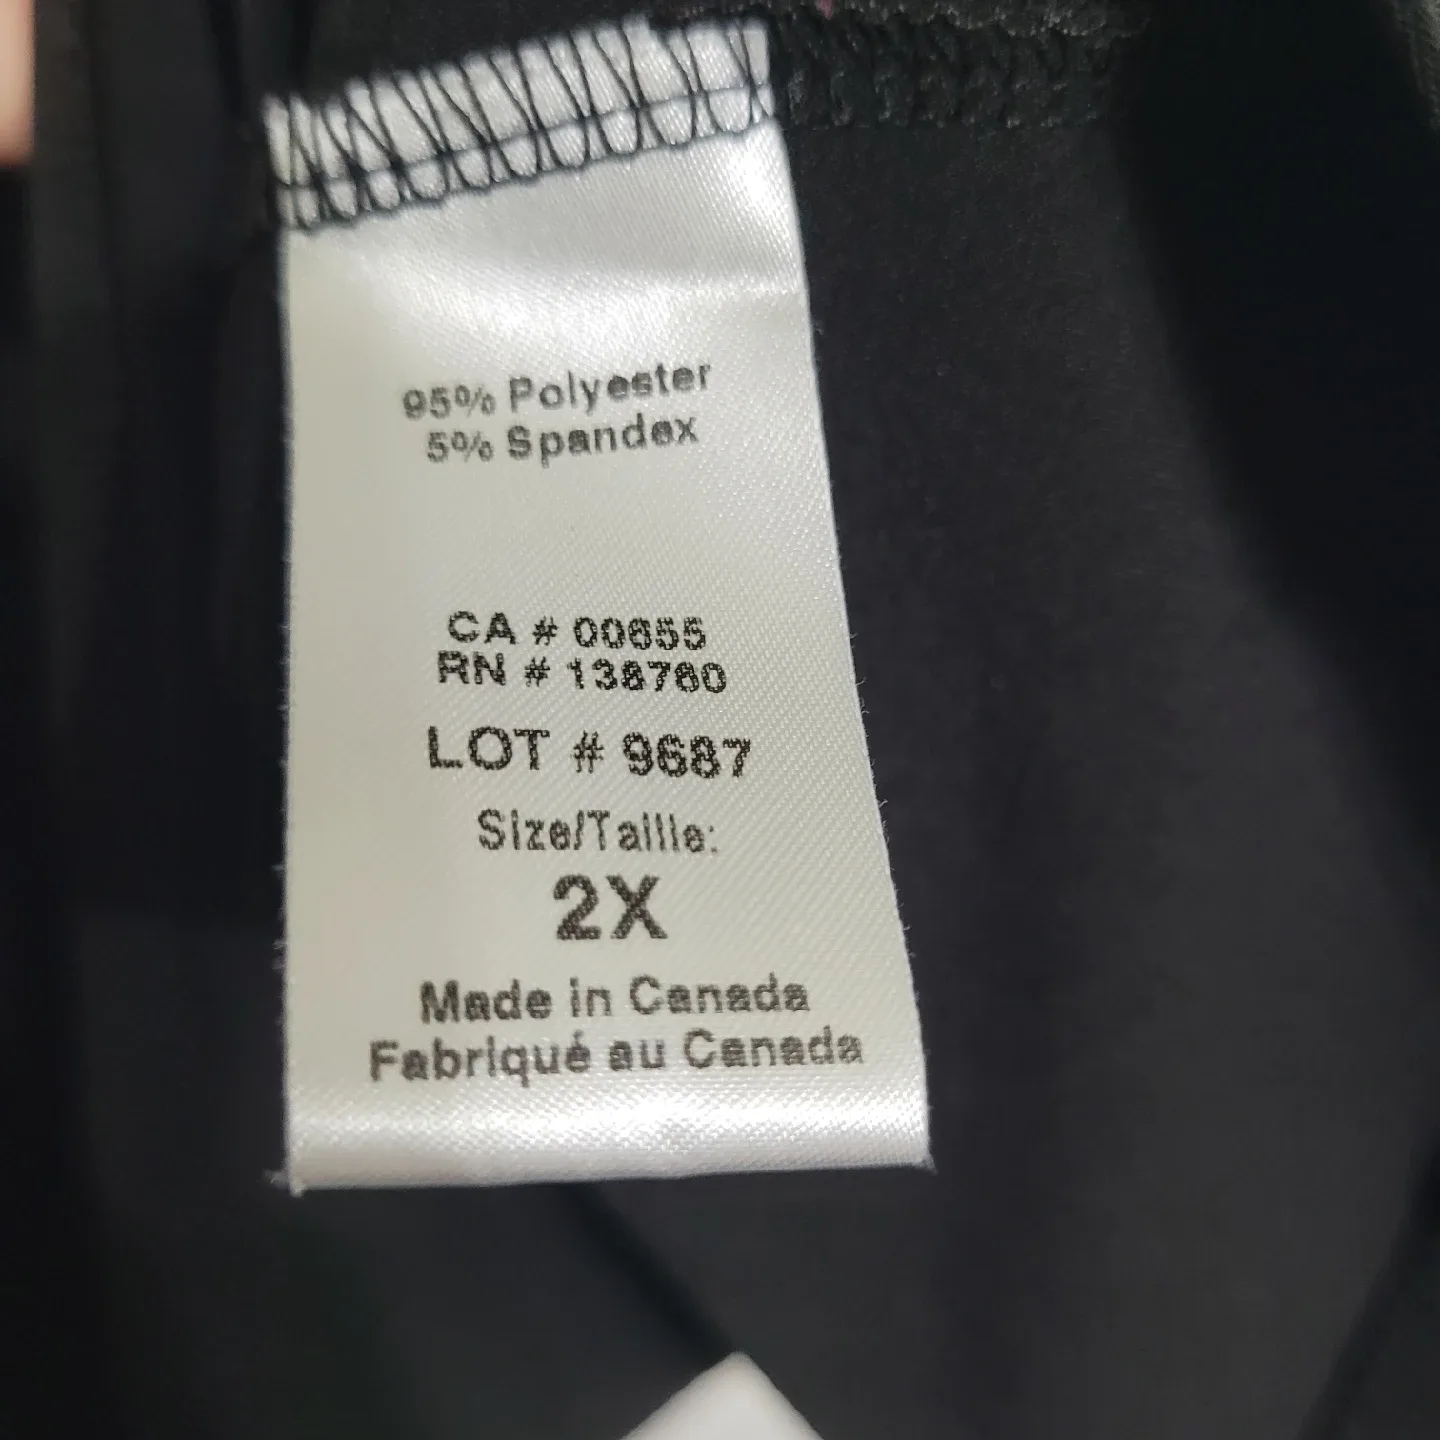 95% Polyester
5% Spandex
CA # 00655
RN # 138760
LOT # 9687
Size/Taille:
2X
Made in Canada
Fabriqué au Canada